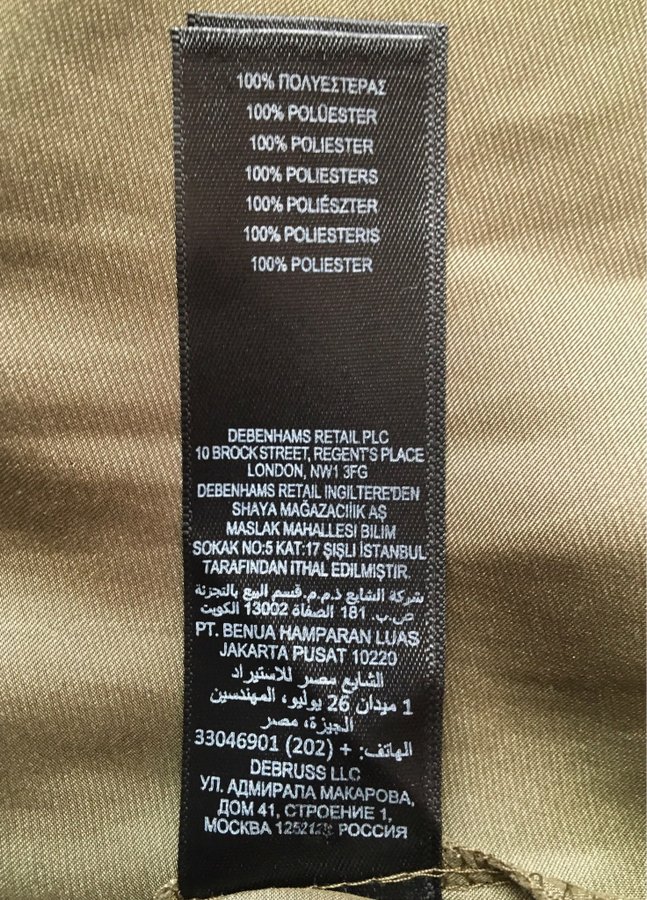 100% ΠΟΛΥΕΣΤΕΡΑΣ
100% POLÜESTER
100% POLIESTER
100% POLIESTERS
100% POLIÉSZTER
100% POLIESTERIS
100% POLIESTER
DEBENHAMS RETAIL PLC
10 BROCK STREET, REGENT'S PLACE
LONDON, NW1 3FG
DEBENHAMS RETAIL INGILTERE'DEN
SHAYA MAĞAZACIlIK AŞ
MASLAK MAHALLESI BILIM
SOKAK NO:5 KAT:17 ŞIŞLI İSTANBUL
TARAFINDAN ITHAL EDILMIŞTIR
شركة الشايع ذ.م.م. قسم البيع بالتجزئة
ص.ب. 181 الصفاة 13002 الكويت
PT. BENUA HAMPARAN LUAS
JAKARTA PUSAT 10220
الشايع مصر للاستيراد
1 ميدان 26 يوليو، المهندسين
الجيزة، مصر
الهاتف: + (202) 33046901
DEBRUSS LLC
УЛ. АДМИРАЛА МАКАРОВА,
ДОМ 41, СТРОЕНИЕ 1,
МОСКВА РОССИЯ